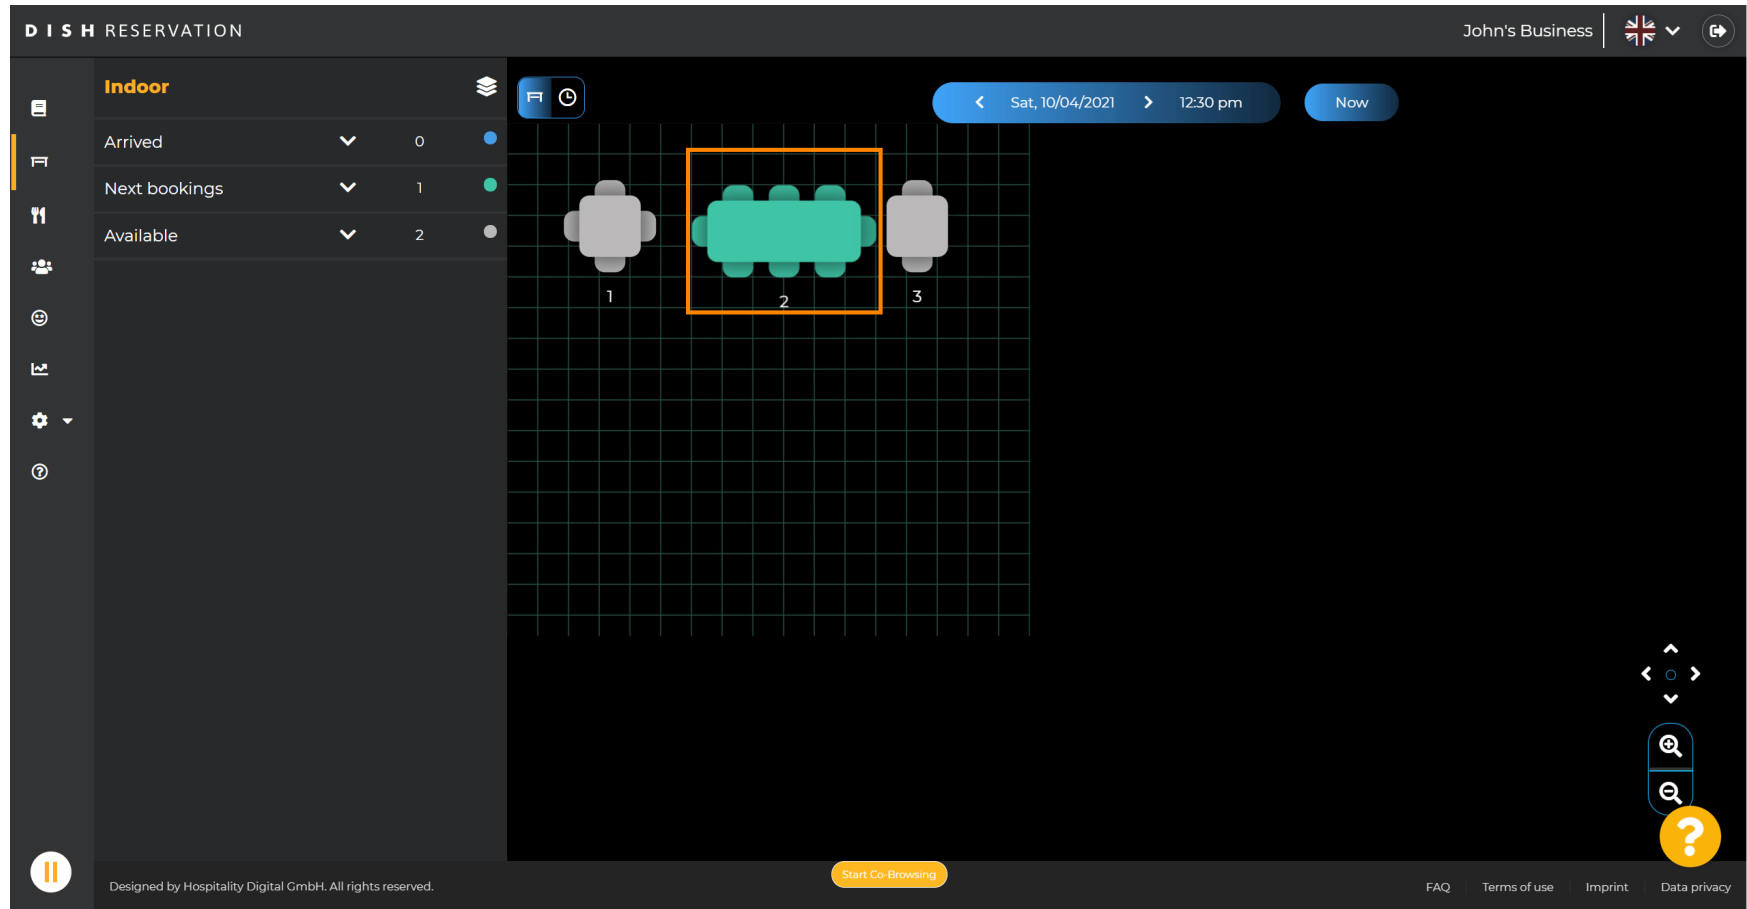 DISH RESERVATION
John's Business
Indoor
Arrived 0
Next bookings 1
Available 2
Sat, 10/04/2021 12:30 pm
Now
1 2 3
Start Co-Browsing
Designed by Hospitality Digital GmbH. All rights reserved.
FAQ Terms of use Imprint Data privacy